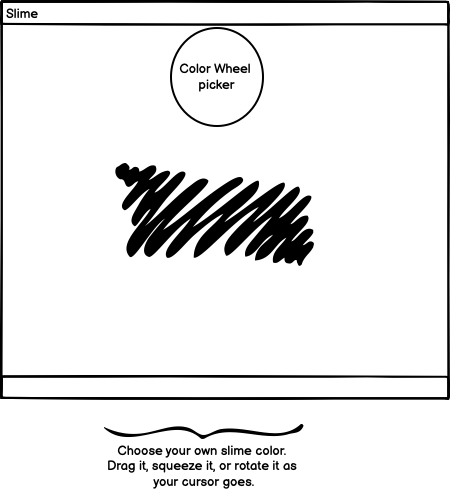 Slime
Color Wheel
picker
Choose your own slime color.
Drag it, squeeze it, or rotate it as
your cursor goes.